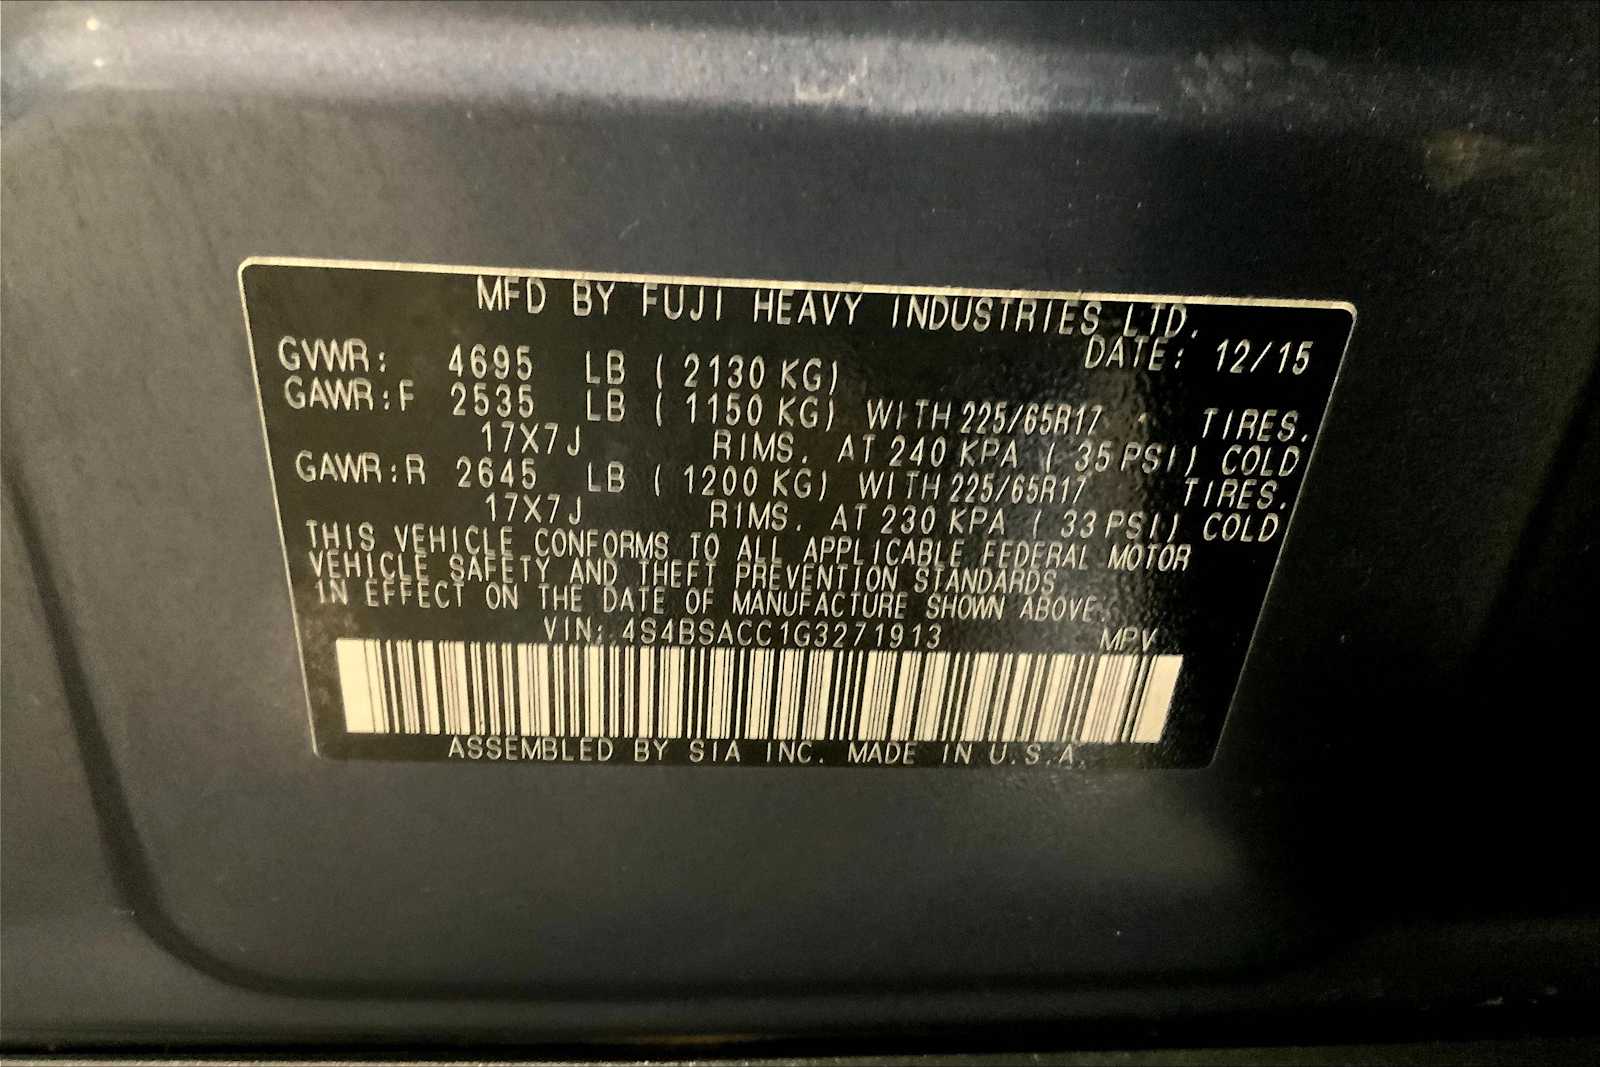 MFD BY FUJI HEAVY INDUSTRIES LTD.
DATE: 12/15
GVWR: 4695 LB ( 2130 KG)
GAWR:F 2535 LB ( 1150 KG) WITH 225/65R17 TIRES.
17X7J RIMS. AT 240 KPA ( 35 PSI) COLD
GAWR:R 2645 LB ( 1200 KG) WITH 225/65R17 TIRES.
17X7J RIMS. AT 230 KPA ( 33 PSI) COLD
THIS VEHICLE CONFORMS TO ALL APPLICABLE FEDERAL MOTOR
VEHICLE SAFETY AND THEFT PREVENTION STANDARDS
IN EFFECT ON THE DATE OF MANUFACTURE SHOWN ABOVE.
VIN: 4S4BSACC1G3271913 MPV
ASSEMBLED BY SIA INC. MADE IN U.S.A.